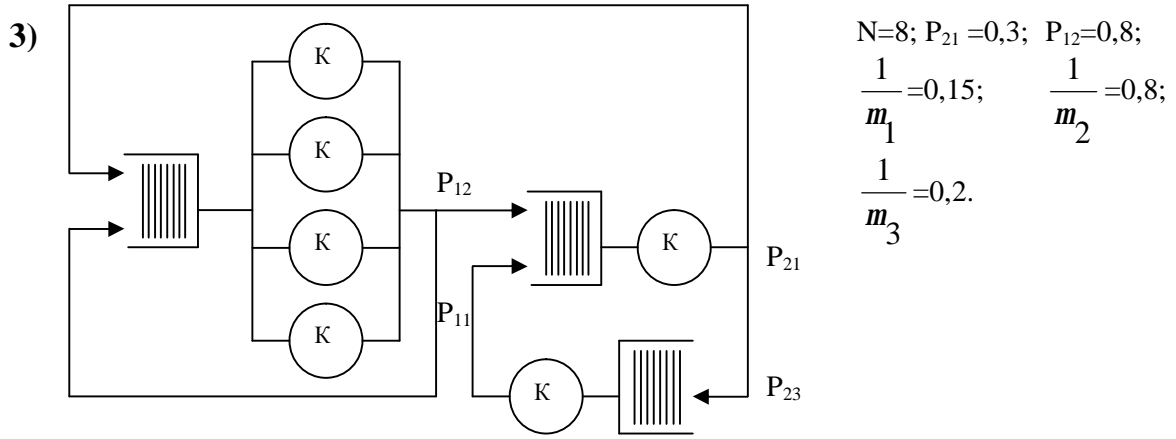 3)
К
К
К
К
P₁₂
P₁₁
К
К
P₂₁
P₂₃
N=8; P₂₁ =0,3; P₁₂=0,8;
1/m₁ =0,15; 1/m₂ =0,8;
1/m₃ =0,2.